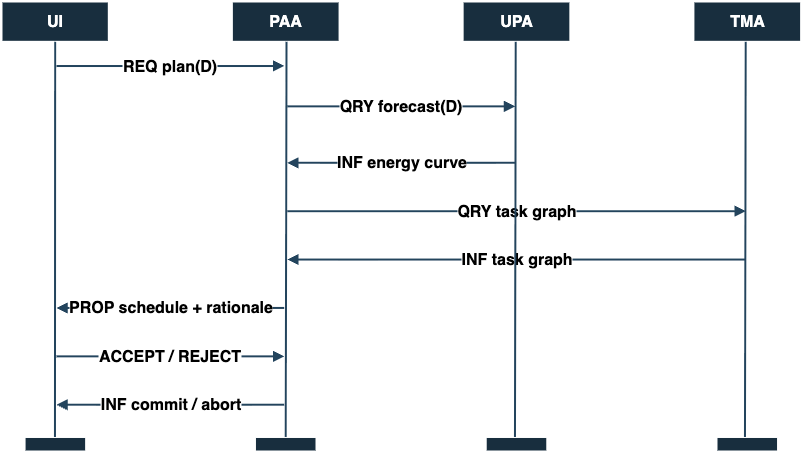 UI
PAA
UPA
TMA
REQ plan(D)
QRY forecast(D)
INF energy curve
QRY task graph
INF task graph
PROP schedule + rationale
ACCEPT / REJECT
INF commit / abort